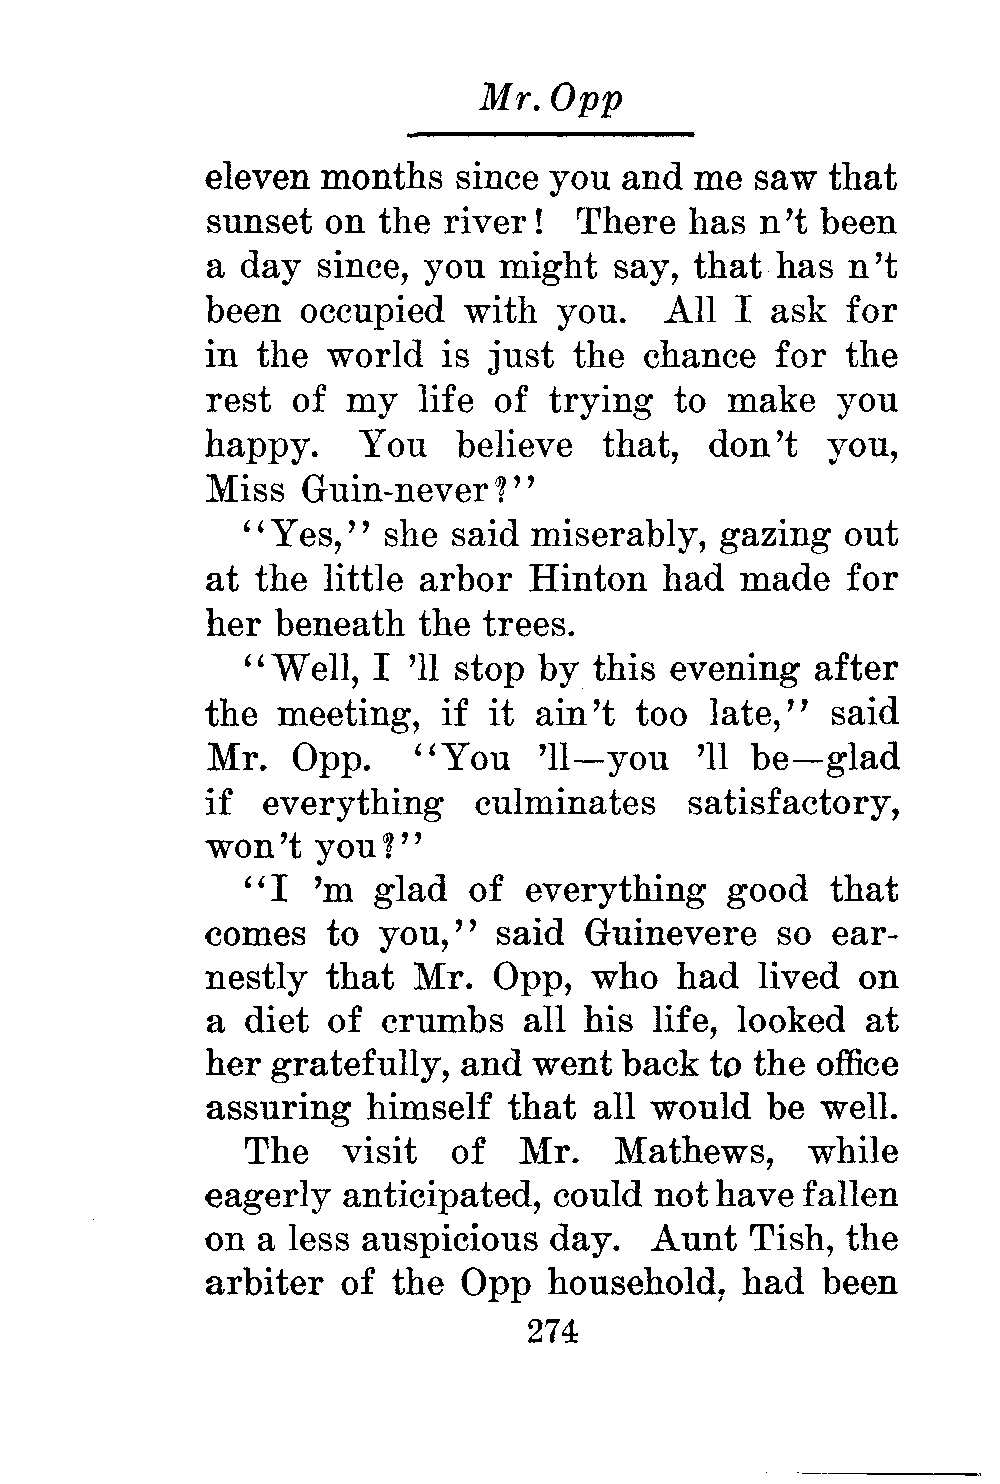 Mr. Opp
eleven months since you and me saw that
sunset on the river! There has n't been
a day since, you might say, that has n't
been occupied with you. All I ask for
in the world is just the chance for the
rest of my life of trying to make you
happy. You believe that, don't you,
Miss Guin-never?"
"Yes," she said miserably, gazing out
at the little arbor Hinton had made for
her beneath the trees.
"Well, I 'll stop by this evening after
the meeting, if it ain't too late," said
Mr. Opp. "You 'll—you 'll be—glad
if everything culminates satisfactory,
won't you?"
"I 'm glad of everything good that
comes to you," said Guinevere so ear-
nestly that Mr. Opp, who had lived on
a diet of crumbs all his life, looked at
her gratefully, and went back to the office
assuring himself that all would be well.
The visit of Mr. Mathews, while
eagerly anticipated, could not have fallen
on a less auspicious day. Aunt Tish, the
arbiter of the Opp household, had been
274